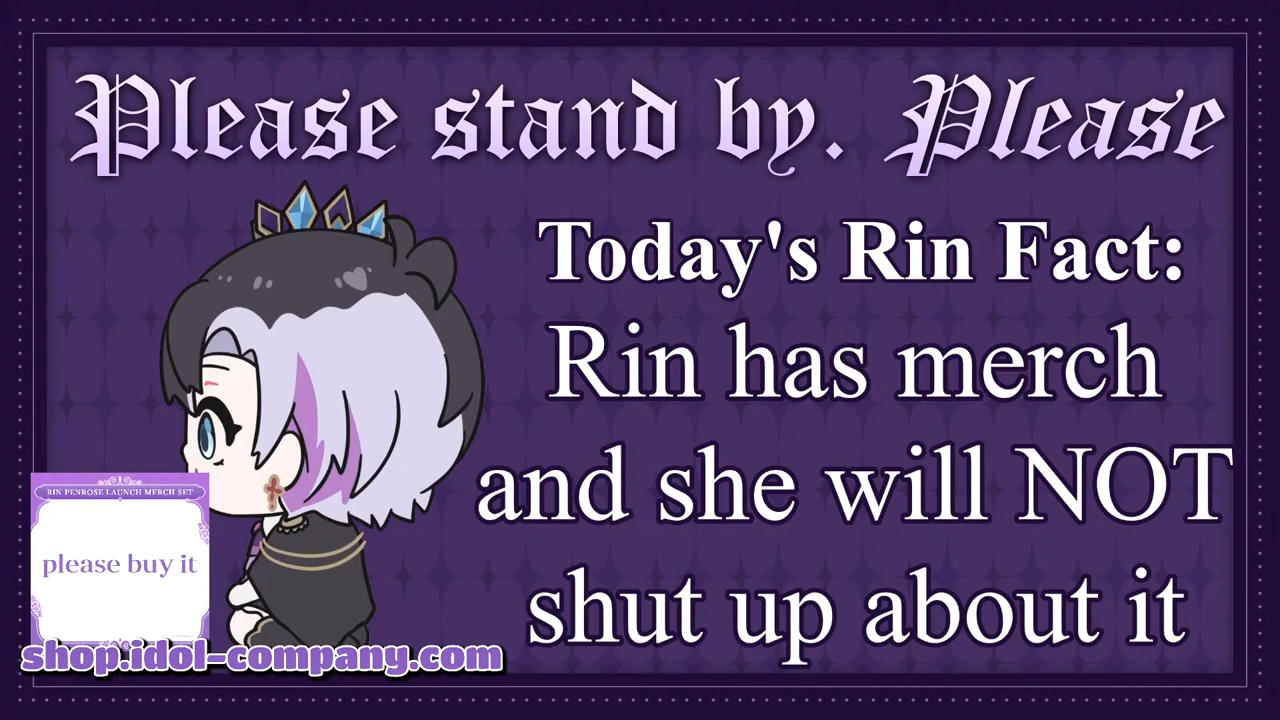 Please stand by. Please
Today's Rin Fact:
Rin has merch
and she will NOT
shut up about it
RIN PENROSE LAUNCH MERCH SET
please buy it
shop.idol-company.com